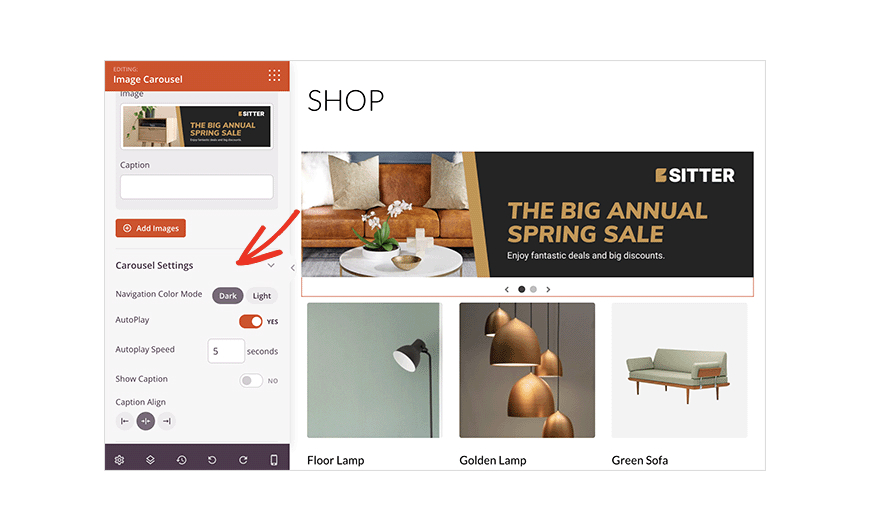 EDITING:
Image Carousel
Image
SITTER
THE BIG ANNUAL
SPRING SALE
Enjoy fantastic deals and big discounts.
Caption
Add Images
Carousel Settings
Navigation Color Mode
Dark
Light
AutoPlay
YES
Autoplay Speed
5
seconds
Show Caption
NO
Caption Align
SHOP
SITTER
THE BIG ANNUAL
SPRING SALE
Enjoy fantastic deals and big discounts.
Floor Lamp
Golden Lamp
Green Sofa